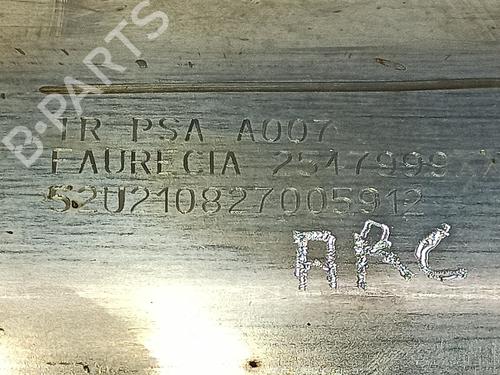 B-PARTS
TR PSA A007
FAURECIA 2547999
52U210827005912
ARC